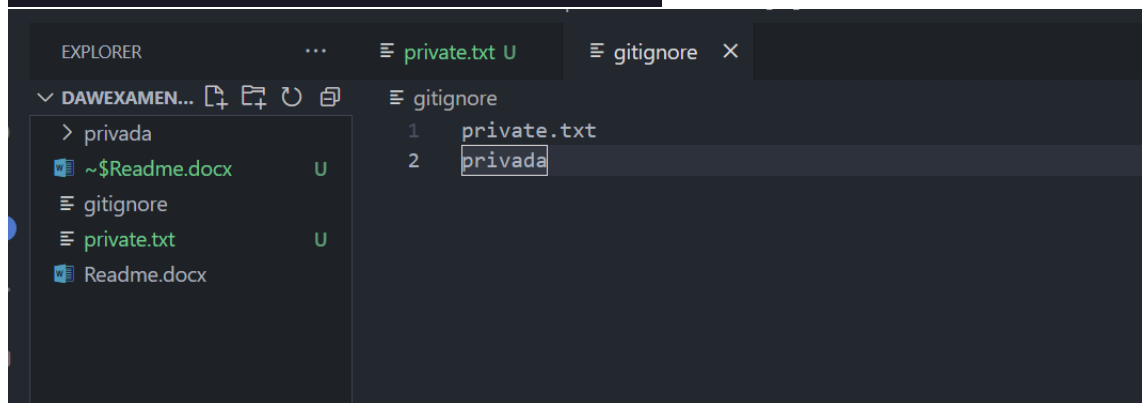 EXPLORER ...
private.txt U
gitignore
DAWEXAMEN...
gitignore
privada
1 private.txt
~$Readme.docx U
2 privada
gitignore
private.txt U
Readme.docx